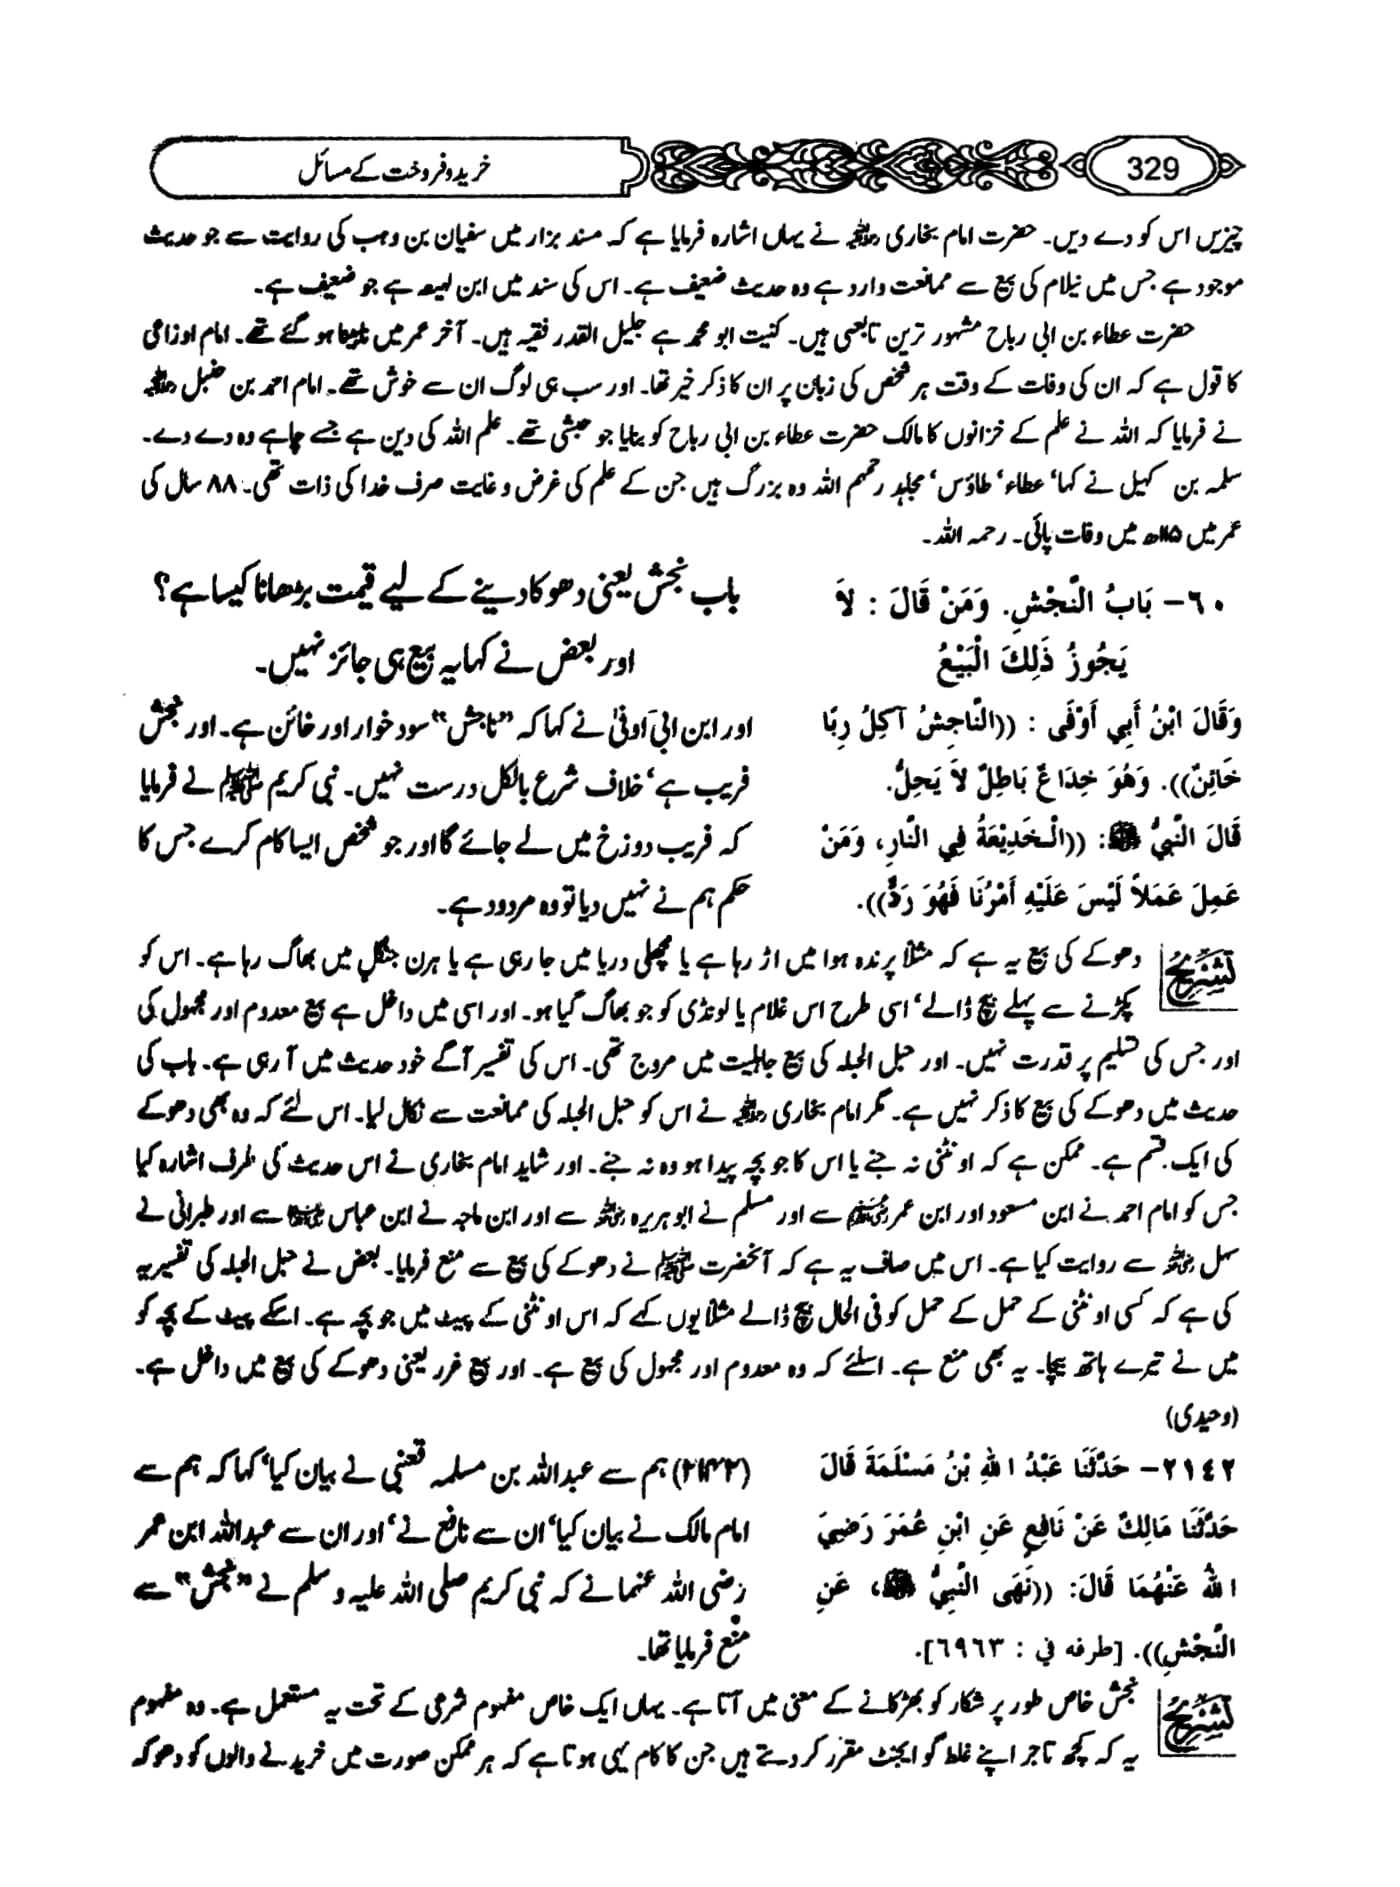 329
خرید و فروخت کے مسائل
چیزیں اس کو دے دیں۔ حضرت امام بخاری رحمۃ اللہ علیہ نے یہاں اشارہ فرمایا ہے کہ مسند بزار میں سفیان بن وہب کی روایت سے جو حدیث
موجود ہے جس میں نیلام کی بیع سے ممانعت وارد ہے وہ حدیث ضعیف ہے۔ اس کی سند میں ابن لہیعہ ہے جو ضعیف ہے۔
حضرت عطاء بن ابی رباح مشہور ترین تابعی ہیں۔ کنیت ابو محمد ہے جلیل القدر فقیہ ہیں۔ آخر عمر میں نابینا ہو گئے تھے۔ امام اوزاعی
کا قول ہے کہ ان کی وفات کے وقت ہر شخص کی زبان پر ان کا ذکر خیر تھا۔ اور سب ہی لوگ ان سے خوش تھے۔ امام احمد بن حنبل رحمۃ اللہ علیہ
نے فرمایا کہ اللہ نے علم کے خزانوں کا مالک حضرت عطاء بن ابی رباح کو بنایا جو حبشی تھے۔ علم اللہ کی دین ہے جسے چاہے وہ دے دے۔
سلمہ بن کہیل نے کہا‘ عطاء‘ طاؤس‘ مجاہد رحمہم اللہ وہ بزرگ ہیں جن کے علم کی غرض و غایت صرف خدا کی ذات تھی۔ ۸۸ سال کی
عمر میں ۱۱۵ھ میں وفات پائی۔ رحمہ اللہ۔
٦٠- بَابُ النَّجْشِ. وَمَنْ قَالَ : لاَ
يَجُوزُ ذَلِكَ الْبَيْعُ
باب نجش یعنی دھوکا دینے کے لیے قیمت بڑھانا کیسا ہے؟
اور بعض نے کہا یہ بیع ہی جائز نہیں۔
وَقَالَ ابْنُ أَبِي أَوْفَى : ((النَّاجِشُ آكِلُ رِبًا
خَائِنٌ)). وَهُوَ خِدَاعٌ بَاطِلٌ لاَ يَحِلُّ.
قَالَ النَّبِيُّ ﷺ: ((الْخَدِيْعَةُ فِي النَّارِ، وَمَنْ
عَمِلَ عَمَلاً لَيْسَ عَلَيْهِ أَمْرُنَا فَهُوَ رَدٌّ)).
اور ابن ابی اوفیٰ نے کہا کہ ”ناجش“ سود خوار اور خائن ہے۔ اور نجش
فریب ہے‘ خلاف شرع بالکل درست نہیں۔ نبی کریم ﷺ نے فرمایا
کہ فریب دوزخ میں لے جائے گا اور جو شخص ایسا کام کرے جس کا
حکم ہم نے نہیں دیا تو وہ مردود ہے۔
تشریح
دھوکے کی بیع یہ ہے کہ مثلاً پرندہ ہوا میں اڑ رہا ہے یا مچھلی دریا میں جا رہی ہے یا ہرن جنگل میں بھاگ رہا ہے۔ اس کو
پکڑنے سے پہلے بیچ ڈالے‘ اسی طرح اس غلام یا لونڈی کو جو بھاگ گیا ہو۔ اور اسی میں داخل ہے بیع معدوم اور مجہول کی
اور جس کی تسلیم پر قدرت نہیں۔ اور حبل الحبلہ کی بیع جاہلیت میں مروج تھی۔ اس کی تفسیر آگے خود حدیث میں آ رہی ہے۔ باب کی
حدیث میں دھوکے کی بیع کا ذکر نہیں ہے۔ مگر امام بخاری رحمۃ اللہ علیہ نے اس کو حبل الحبلہ کی ممانعت سے نکال لیا۔ اس لئے کہ وہ بھی دھوکے
کی ایک قسم ہے۔ ممکن ہے کہ اونٹنی نہ جنے یا اس کا جو بچہ پیدا ہو وہ نہ جنے۔ اور شاید امام بخاری نے اس حدیث کی طرف اشارہ کیا
جس کو امام احمد نے ابن مسعود اور ابن عمر رضی اللہ عنہم سے اور مسلم نے ابو ہریرہ رضی اللہ عنہ سے اور ابن ماجہ نے ابن عباس رضی اللہ عنہما سے اور طبرانی نے
سہل رضی اللہ عنہ سے روایت کیا ہے۔ اس میں صاف یہ ہے کہ آنحضرت ﷺ نے دھوکے کی بیع سے منع فرمایا۔ بعض نے حبل الحبلہ کی تفسیر یہ
کی ہے کہ کسی اونٹنی کے حمل کے حمل کو فی الحال بیچ ڈالے مثلاً یوں کہے کہ اس اونٹنی کے پیٹ میں جو بچہ ہے۔ اسکے پیٹ کے بچہ کو
میں نے تیرے ہاتھ بیچا۔ یہ بھی منع ہے۔ اسلئے کہ وہ معدوم اور مجہول کی بیع ہے۔ اور بیع غرر یعنی دھوکے کی بیع میں داخل ہے۔
(وحیدی)
٢١٤٢- حَدَّثَنَا عَبْدُ اللهِ بْنُ مَسْلَمَةَ قَالَ
حَدَّثَنَا مَالِكٌ عَنْ نَافِعٍ عَنِ ابْنِ عُمَرَ رَضِيَ
اللهُ عَنْهُمَا قَالَ: ((نَهَى النَّبِيُّ ﷺ، عَنِ
النَّجْشِ)). [طرفه في : ٦٩٦٣].
(۲۱۴۲) ہم سے عبداللہ بن مسلمہ قعنبی نے بیان کیا‘ کہا کہ ہم سے
امام مالک نے بیان کیا‘ ان سے نافع نے‘ اور ان سے عبداللہ ابن عمر
رضی اللہ عنہما نے کہ نبی کریم صلی اللہ علیہ وسلم نے ”نجش“ سے
منع فرمایا تھا۔
تشریح
نجش خاص طور پر شکار کو بھڑکانے کے معنی میں آتا ہے۔ یہاں ایک خاص مفہوم شرعی کے تحت یہ مستعمل ہے۔ وہ مفہوم
یہ کہ کچھ تاجر اپنے غلط گو ایجنٹ مقرر کر دیتے ہیں جن کا کام یہی ہوتا ہے کہ ہر ممکن صورت میں خریدنے والوں کو دھوکہ